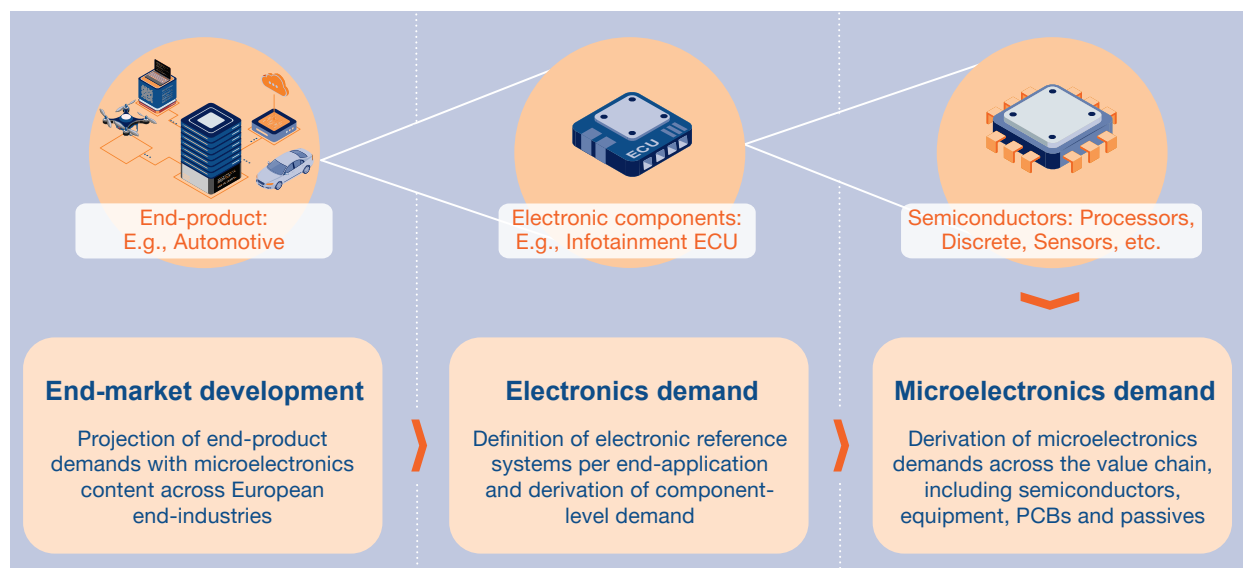 ECU
End-product:
E.g., Automotive
Electronic components:
E.g., Infotainment ECU
Semiconductors: Processors,
Discrete, Sensors, etc.
End-market development
Projection of end-product
demands with microelectronics
content across European
end-industries
Electronics demand
Definition of electronic reference
systems per end-application
and derivation of component-
level demand
Microelectronics demand
Derivation of microelectronics
demands across the value chain,
including semiconductors,
equipment, PCBs and passives